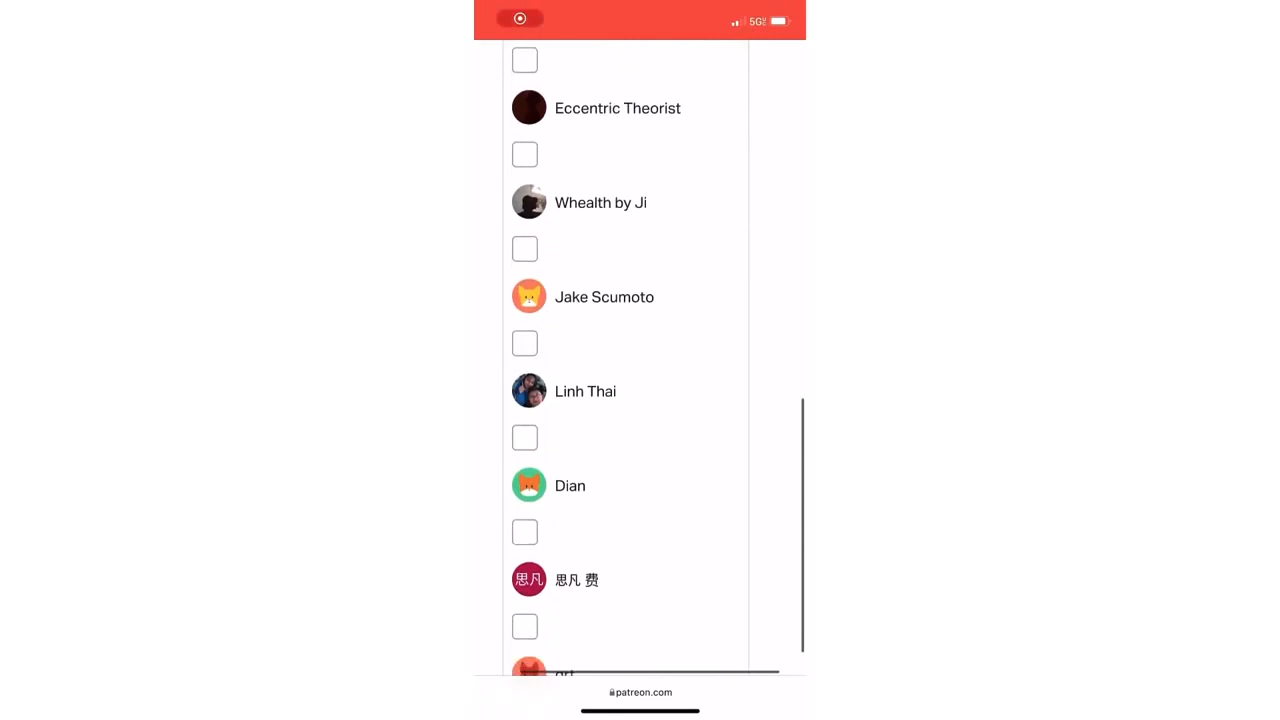 5G
Eccentric Theorist
Whealth by Ji
Jake Scumoto
Linh Thai
Dian
思凡 思凡 费
patreon.com